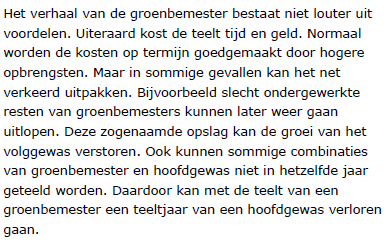 Het verhaal van de groenbemester bestaat niet louter uit
voordelen. Uiteraard kost de teelt tijd en geld. Normaal
worden de kosten op termijn goedgemaakt door hogere
opbrengsten. Maar in sommige gevallen kan het net
verkeerd uitpakken. Bijvoorbeeld slecht ondergewerkte
resten van groenbemesters kunnen later weer gaan
uitlopen. Deze zogenaamde opslag kan de groei van het
volggewas verstoren. Ook kunnen sommige combinaties
van groenbemester en hoofdgewas niet in hetzelfde jaar
geteeld worden. Daardoor kan met de teelt van een
groenbemester een teeltjaar van een hoofdgewas verloren
gaan.